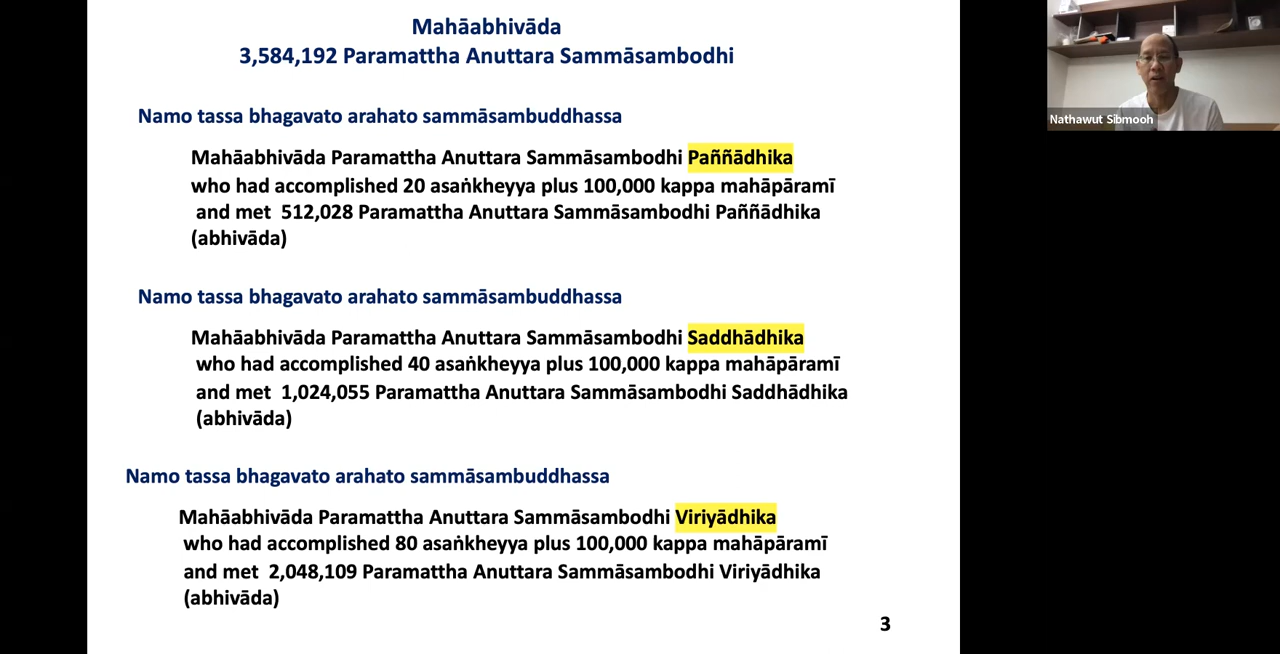 Mahāabhivāda
3,584,192 Paramattha Anuttara Sammāsambodhi
Namo tassa bhagavato arahato sammāsambuddhassa
Mahāabhivāda Paramattha Anuttara Sammāsambodhi Paññādhika
who had accomplished 20 asaṅkheyya plus 100,000 kappa mahāpāramī
and met 512,028 Paramattha Anuttara Sammāsambodhi Paññādhika
(abhivāda)
Namo tassa bhagavato arahato sammāsambuddhassa
Mahāabhivāda Paramattha Anuttara Sammāsambodhi Saddhādhika
who had accomplished 40 asaṅkheyya plus 100,000 kappa mahāpāramī
and met 1,024,055 Paramattha Anuttara Sammāsambodhi Saddhādhika
(abhivāda)
Namo tassa bhagavato arahato sammāsambuddhassa
Mahāabhivāda Paramattha Anuttara Sammāsambodhi Viriyādhika
who had accomplished 80 asaṅkheyya plus 100,000 kappa mahāpāramī
and met 2,048,109 Paramattha Anuttara Sammāsambodhi Viriyādhika
(abhivāda)
3
Nathawut Sibmooh